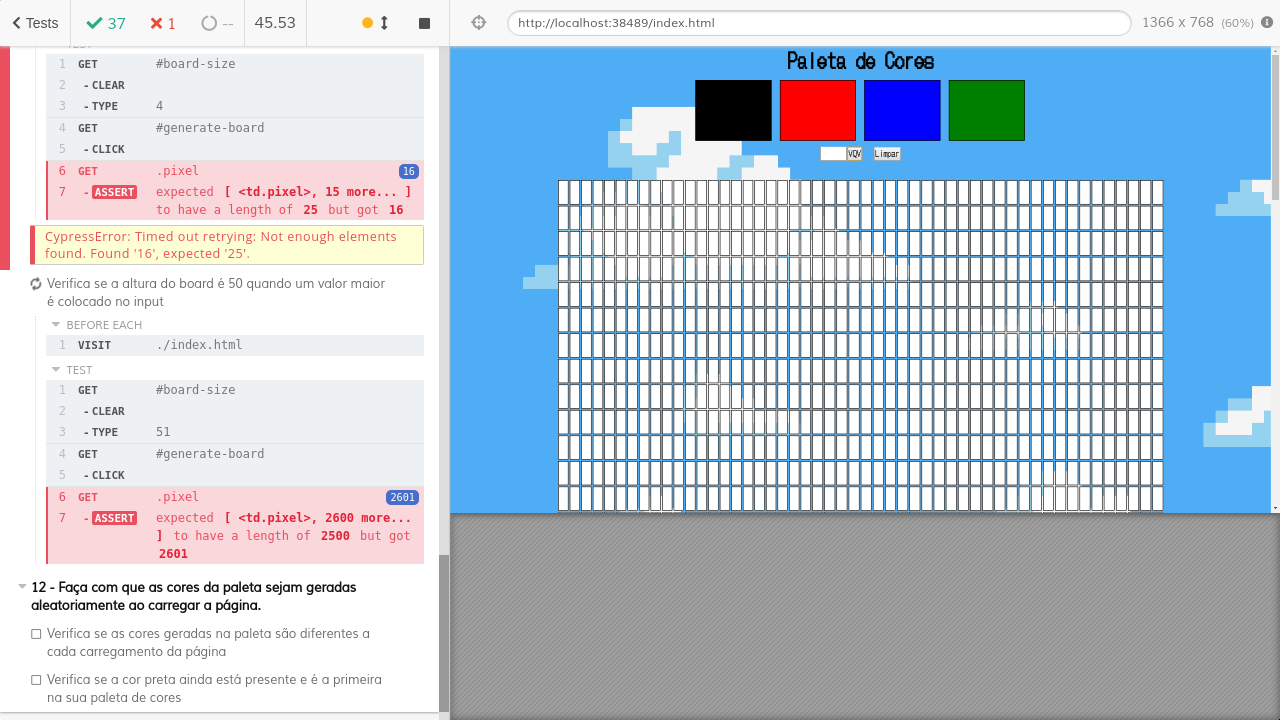 Tests
37
1
--
45.53
http://localhost:38489/index.html
1366 x 768 (60%)
1 GET #board-size
2 - CLEAR
3 - TYPE 4
4 GET #generate-board
5 - CLICK
6 GET .pixel 16
7 - ASSERT expected [ <td.pixel>, 15 more... ]
to have a length of 25 but got 16
CypressError: Timed out retrying: Not enough elements
found. Found '16', expected '25'.
Verifica se a altura do board é 50 quando um valor maior
é colocado no input
BEFORE EACH
1 VISIT ./index.html
TEST
1 GET #board-size
2 - CLEAR
3 - TYPE 51
4 GET #generate-board
5 - CLICK
6 GET .pixel 2601
7 - ASSERT expected [ <td.pixel>, 2600 more...
] to have a length of 2500 but got
2601
12 - Faça com que as cores da paleta sejam geradas
aleatoriamente ao carregar a página.
Verifica se as cores geradas na paleta são diferentes a
cada carregamento da página
Verifica se a cor preta ainda está presente e é a primeira
na sua paleta de cores
Paleta de Cores
VQV
Limpar